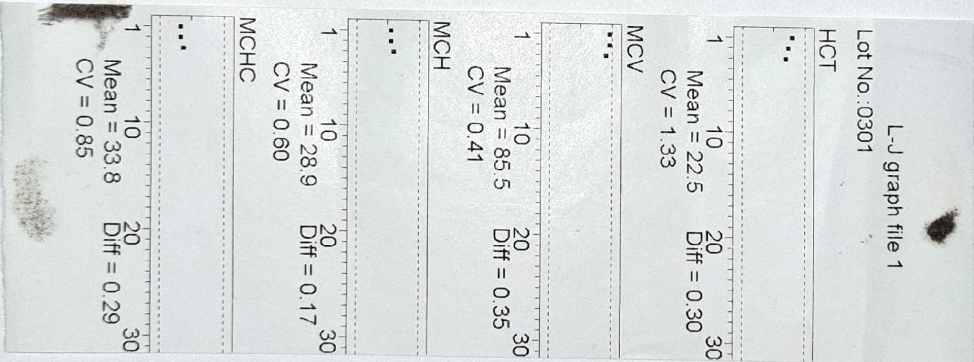 L-J graph file 1
Lot No.:0301
HCT
1 10 20 30
Mean = 22.5 Diff = 0.30
CV = 1.33
MCV
1 10 20 30
Mean = 85.5 Diff = 0.35
CV = 0.41
MCH
1 10 20 30
Mean = 28.9 Diff = 0.17
CV = 0.60
MCHC
1 10 20 30
Mean = 33.8 Diff = 0.29
CV = 0.85